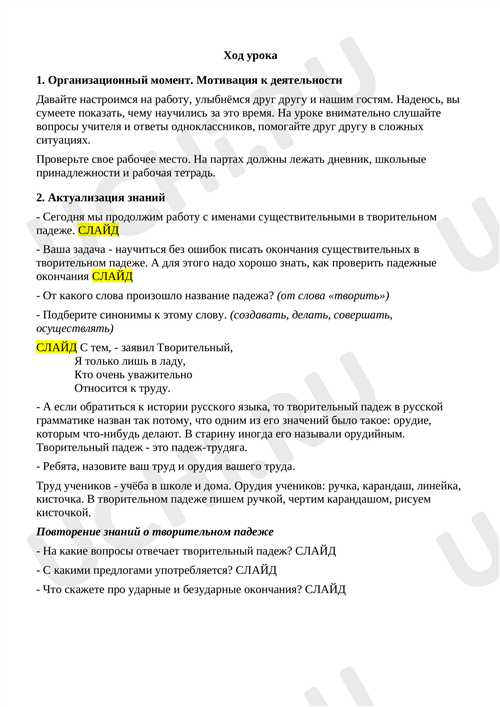 Ход урока
1. Организационный момент. Мотивация к деятельности
Давайте настроимся на работу, улыбнёмся друг другу и нашим гостям. Надеюсь, вы
сумеете показать, чему научились за это время. На уроке внимательно слушайте
вопросы учителя и ответы одноклассников, помогайте друг другу в сложных
ситуациях.
Проверьте свое рабочее место. На партах должны лежать дневник, школьные
принадлежности и рабочая тетрадь.
2. Актуализация знаний
- Сегодня мы продолжим работу с именами существительными в творительном
падеже. СЛАЙД
- Ваша задача - научиться без ошибок писать окончания существительных в
творительном падеже. А для этого надо хорошо знать, как проверить падежные
окончания СЛАЙД
- От какого слова произошло название падежа? (от слова «творить»)
- Подберите синонимы к этому слову. (создавать, делать, совершать,
осуществлять)
СЛАЙД С тем, - заявил Творительный,
Я только лишь в ладу,
Кто очень уважительно
Относится к труду.
- А если обратиться к истории русского языка, то творительный падеж в русской
грамматике назван так потому, что одним из его значений было такое: орудие,
которым что-нибудь делают. В старину иногда его называли орудийным.
Творительный падеж - это падеж-трудяга.
- Ребята, назовите ваш труд и орудия вашего труда.
Труд учеников - учёба в школе и дома. Орудия учеников: ручка, карандаш, линейка,
кисточка. В творительном падеже пишем ручкой, чертим карандашом, рисуем
кисточкой.
Повторение знаний о творительном падеже
- На какие вопросы отвечает творительный падеж? СЛАЙД
- С какими предлогами употребляется? СЛАЙД
- Что скажете про ударные и безударные окончания? СЛАЙД